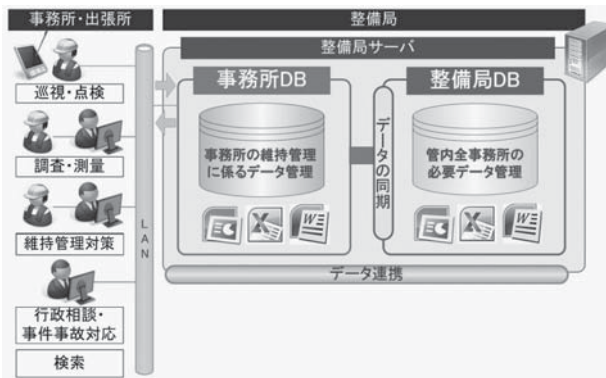 事務所・出張所
巡視・点検
調査・測量
維持管理対策
行政相談・
事件事故対応
検索
LAN
整備局
整備局サーバ
事務所DB
事務所の維持管理
に係るデータ管理
データの同期
整備局DB
管内全事務所の
必要データ管理
データ連携